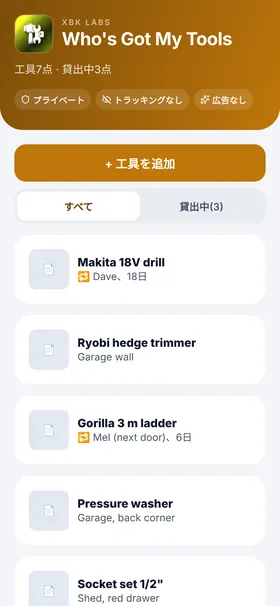 XBK LABS
Who's Got My Tools
工具7点 · 貸出中3点
プライベート
トラッキングなし
広告なし
+ 工具を追加
すべて
貸出中(3)
Makita 18V drill
🔁 Dave、18日
Ryobi hedge trimmer
Garage wall
Gorilla 3 m ladder
🔁 Mel (next door)、6日
Pressure washer
Garage, back corner
Socket set 1/2"
Shed, red drawer